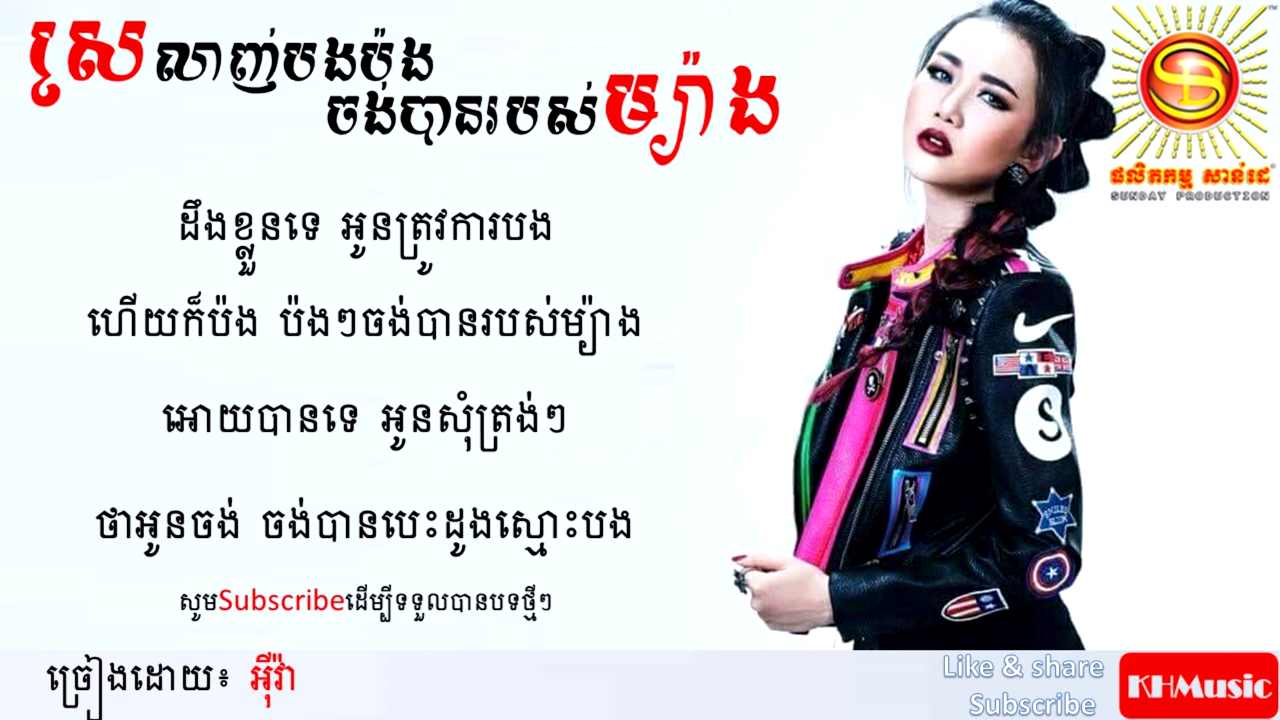 ស្រលាញ់បងប៉ុង
ចង់បានរបស់ម្យ៉ាង
ដឹងខ្លួនទេ អូនត្រូវការបង
ហើយក៏ប៉ង ប៉ងៗចង់បានរបស់ម្យ៉ាង
អោយបានទេ អូនសុំត្រង់ៗ
ថាអូនចង់ ចង់បានបេះដូងស្មោះបង
សូមSubscribeដើម្បីទទួលបានបទថ្មីៗ
ច្រៀងដោយ៖ អ៊ីវ៉ា
ផលិតកម្ម សាន់ដេ
SUNDAY PRODUCTION
Like & share
Subscribe
KHMusic